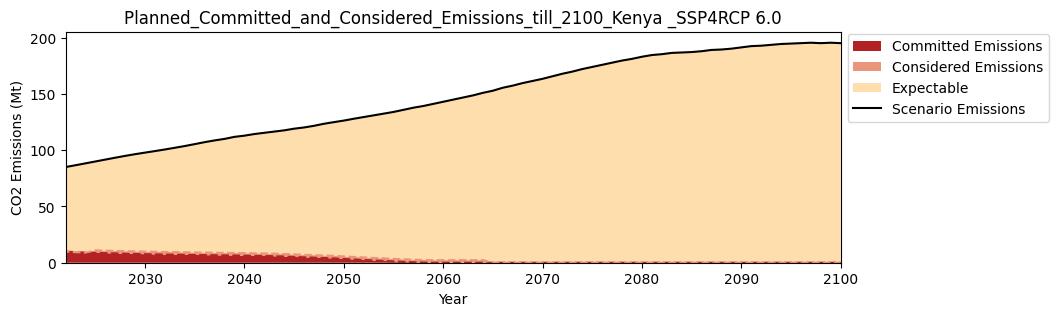 Planned_Committed_and_Considered_Emissions_till_2100_Kenya _SSP4RCP 6.0
200
150
100
50
0
CO2 Emissions (Mt)
2030 2040 2050 2060 2070 2080 2090 2100
Year
Committed Emissions
Considered Emissions
Expectable
Scenario Emissions